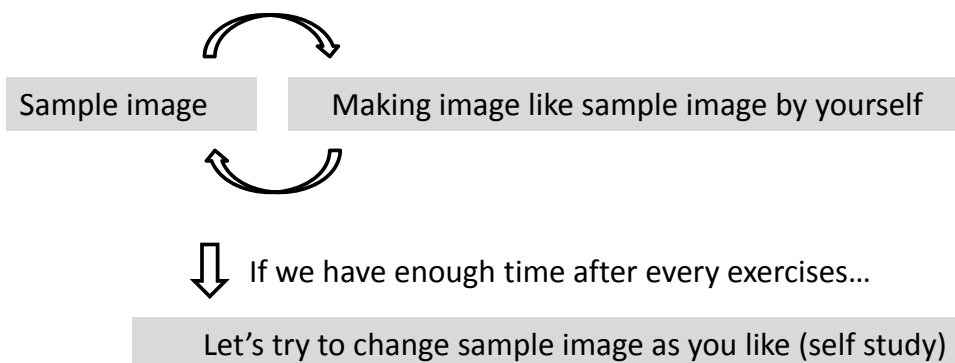 Sample image
Making image like sample image by yourself
If we have enough time after every exercises…
Let’s try to change sample image as you like (self study)